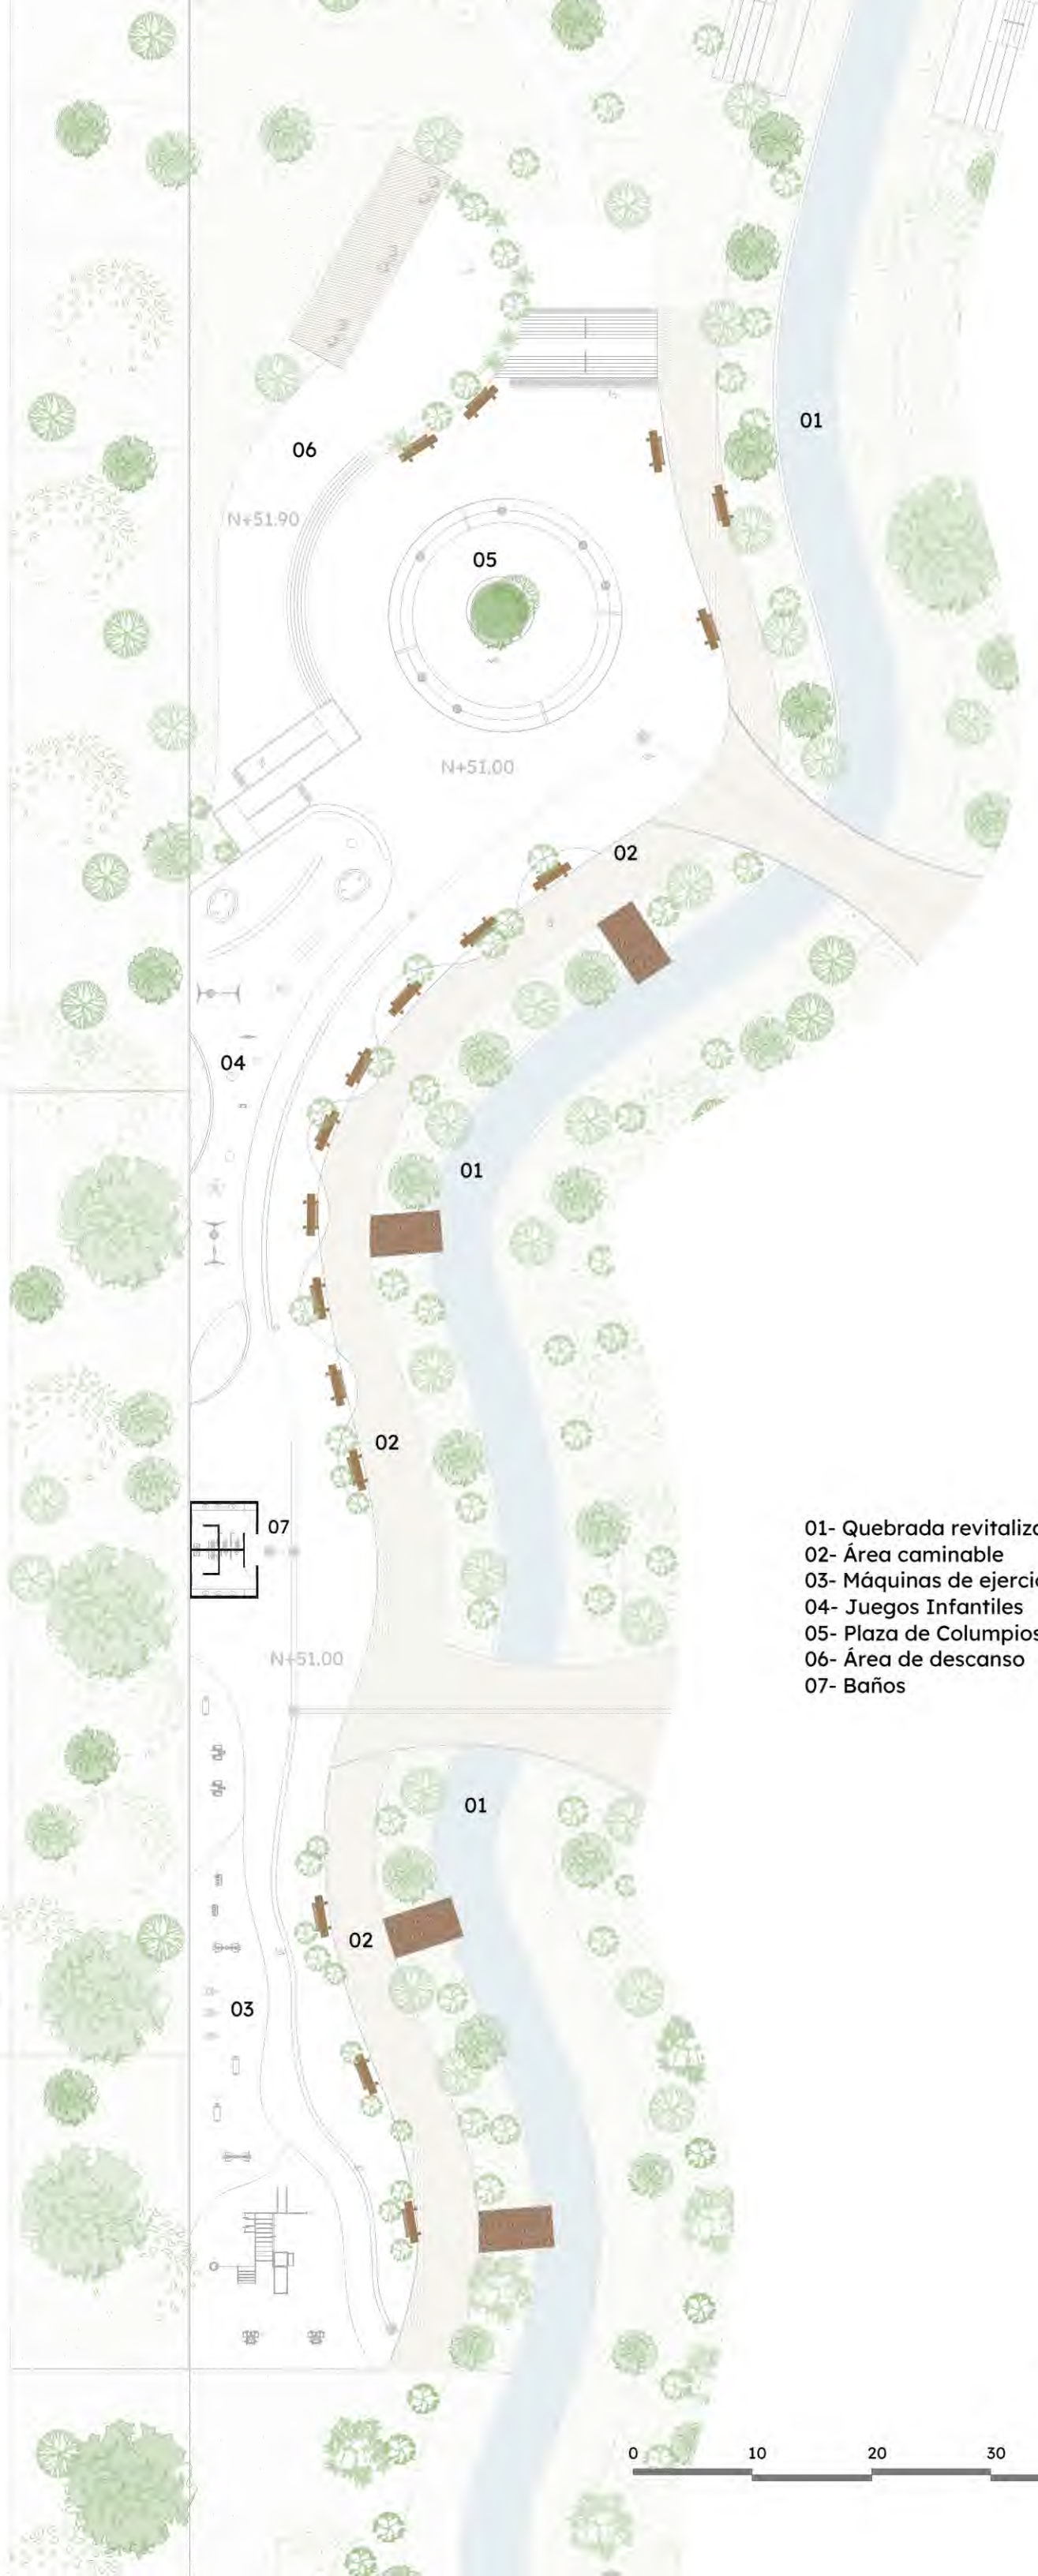 01
06
N+51.90
05
N+51.00
02
04
01
02
07
01- Quebrada revitaliza
02- Área caminable
03- Máquinas de ejerci
04- Juegos Infantiles
05- Plaza de Columpios
06- Área de descanso
07- Baños
N+51.00
01
02
03
0 10 20 30